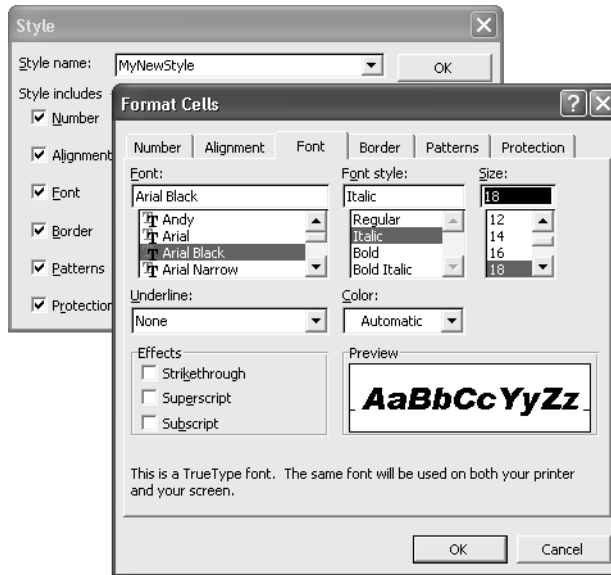 Style
Style name:
MyNewStyle
OK
Style includes
Number
Alignment
Font
Border
Patterns
Protection
Format Cells
Number
Alignment
Font
Border
Patterns
Protection
Font:
Arial Black
Andy
Arial
Arial Black
Arial Narrow
Font style:
Italic
Regular
Italic
Bold
Bold Italic
Size:
18
12
14
16
18
Underline:
None
Color:
Automatic
Effects
Strikethrough
Superscript
Subscript
Preview
AaBbCcYyZz
This is a TrueType font. The same font will be used on both your printer
and your screen.
OK
Cancel